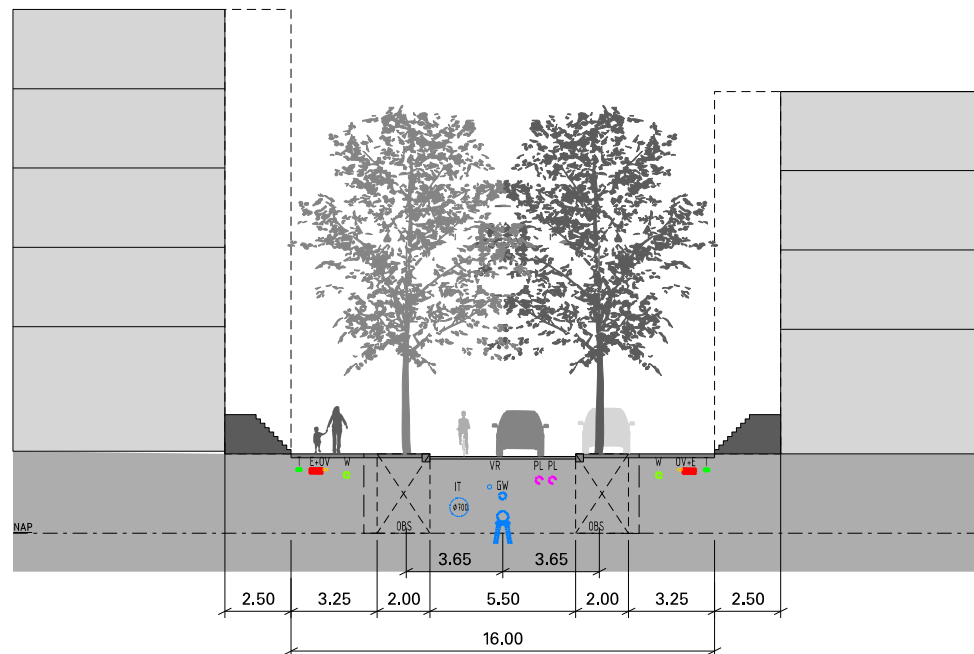 E+OV W VR PL PL W OV+E
IT GW
Ø700
NAP OBS OBS
3.65 3.65
2.50 3.25 2.00 5.50 2.00 3.25 2.50
16.00